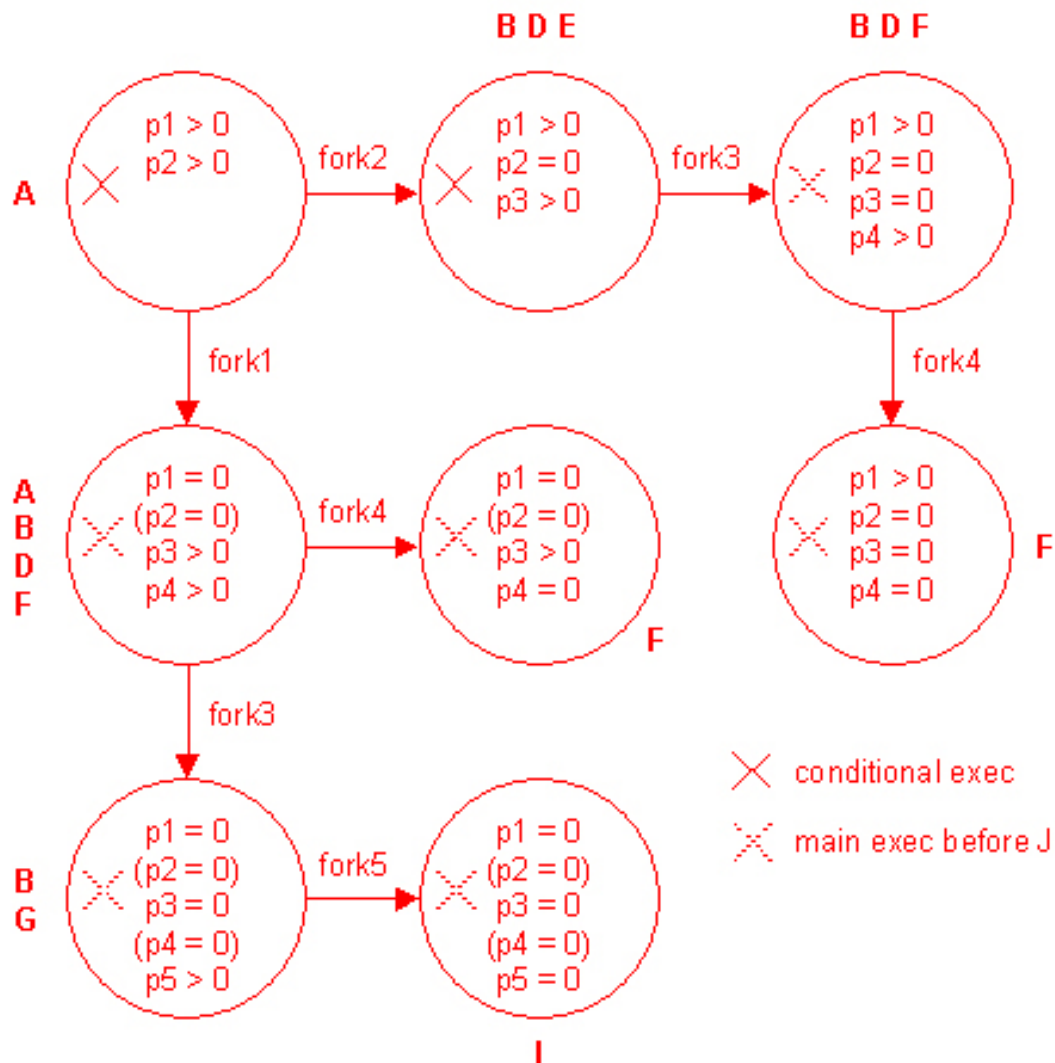 B D E
B D F
A
p1 > 0
p2 > 0
fork2
p1 > 0
p2 = 0
p3 > 0
fork3
p1 > 0
p2 = 0
p3 = 0
p4 > 0
fork1
fork4
A
B
D
F
p1 = 0
(p2 = 0)
p3 > 0
p4 > 0
fork4
p1 = 0
(p2 = 0)
p3 > 0
p4 = 0
F
p1 > 0
p2 = 0
p3 = 0
p4 = 0
F
fork3
B
G
p1 = 0
(p2 = 0)
p3 = 0
(p4 = 0)
p5 > 0
fork5
p1 = 0
(p2 = 0)
p3 = 0
(p4 = 0)
p5 = 0
conditional exec
main exec before J
I